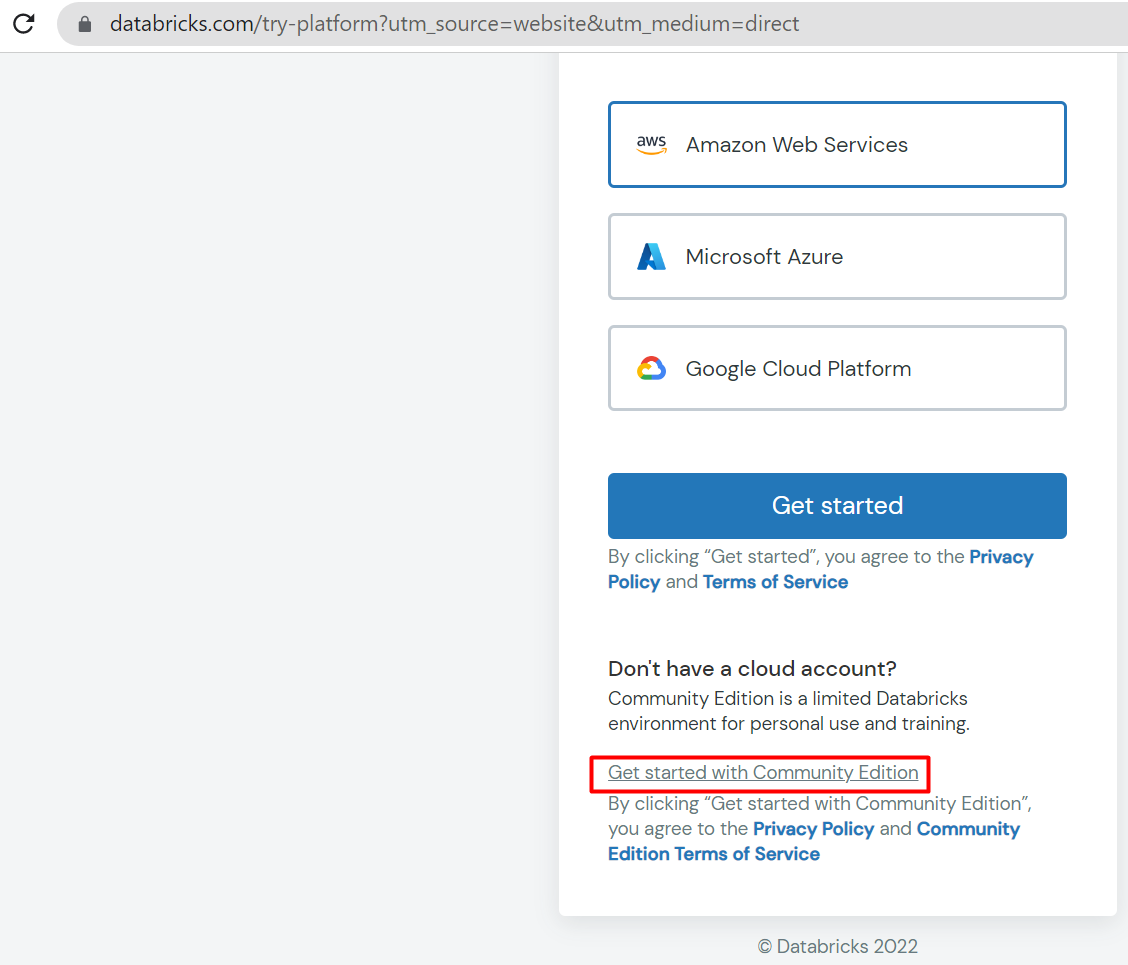 databricks.com/try-platform?utm_source=website&utm_medium=direct
aws Amazon Web Services
Microsoft Azure
Google Cloud Platform
Get started
By clicking “Get started”, you agree to the Privacy
Policy and Terms of Service
Don't have a cloud account?
Community Edition is a limited Databricks
environment for personal use and training.
Get started with Community Edition
By clicking “Get started with Community Edition”,
you agree to the Privacy Policy and Community
Edition Terms of Service
© Databricks 2022